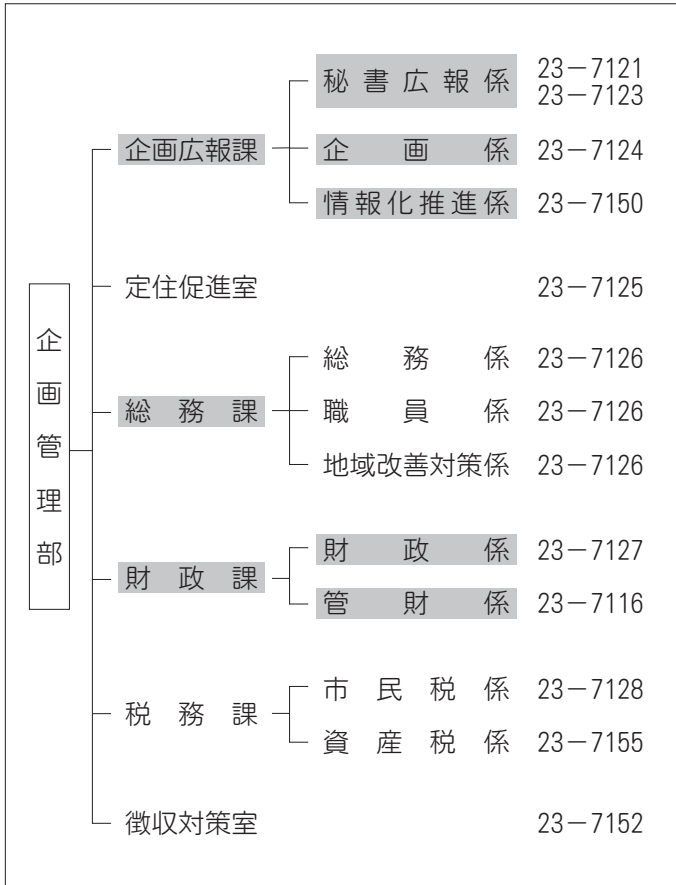 企画管理部
企画広報課
秘書広報係 23－7121
23－7123
企画係 23－7124
情報化推進係 23－7150
定住促進室 23－7125
総務課
総務係 23－7126
職員係 23－7126
地域改善対策係 23－7126
財政課
財政係 23－7127
管財係 23－7116
税務課
市民税係 23－7128
資産税係 23－7155
徴収対策室 23－7152